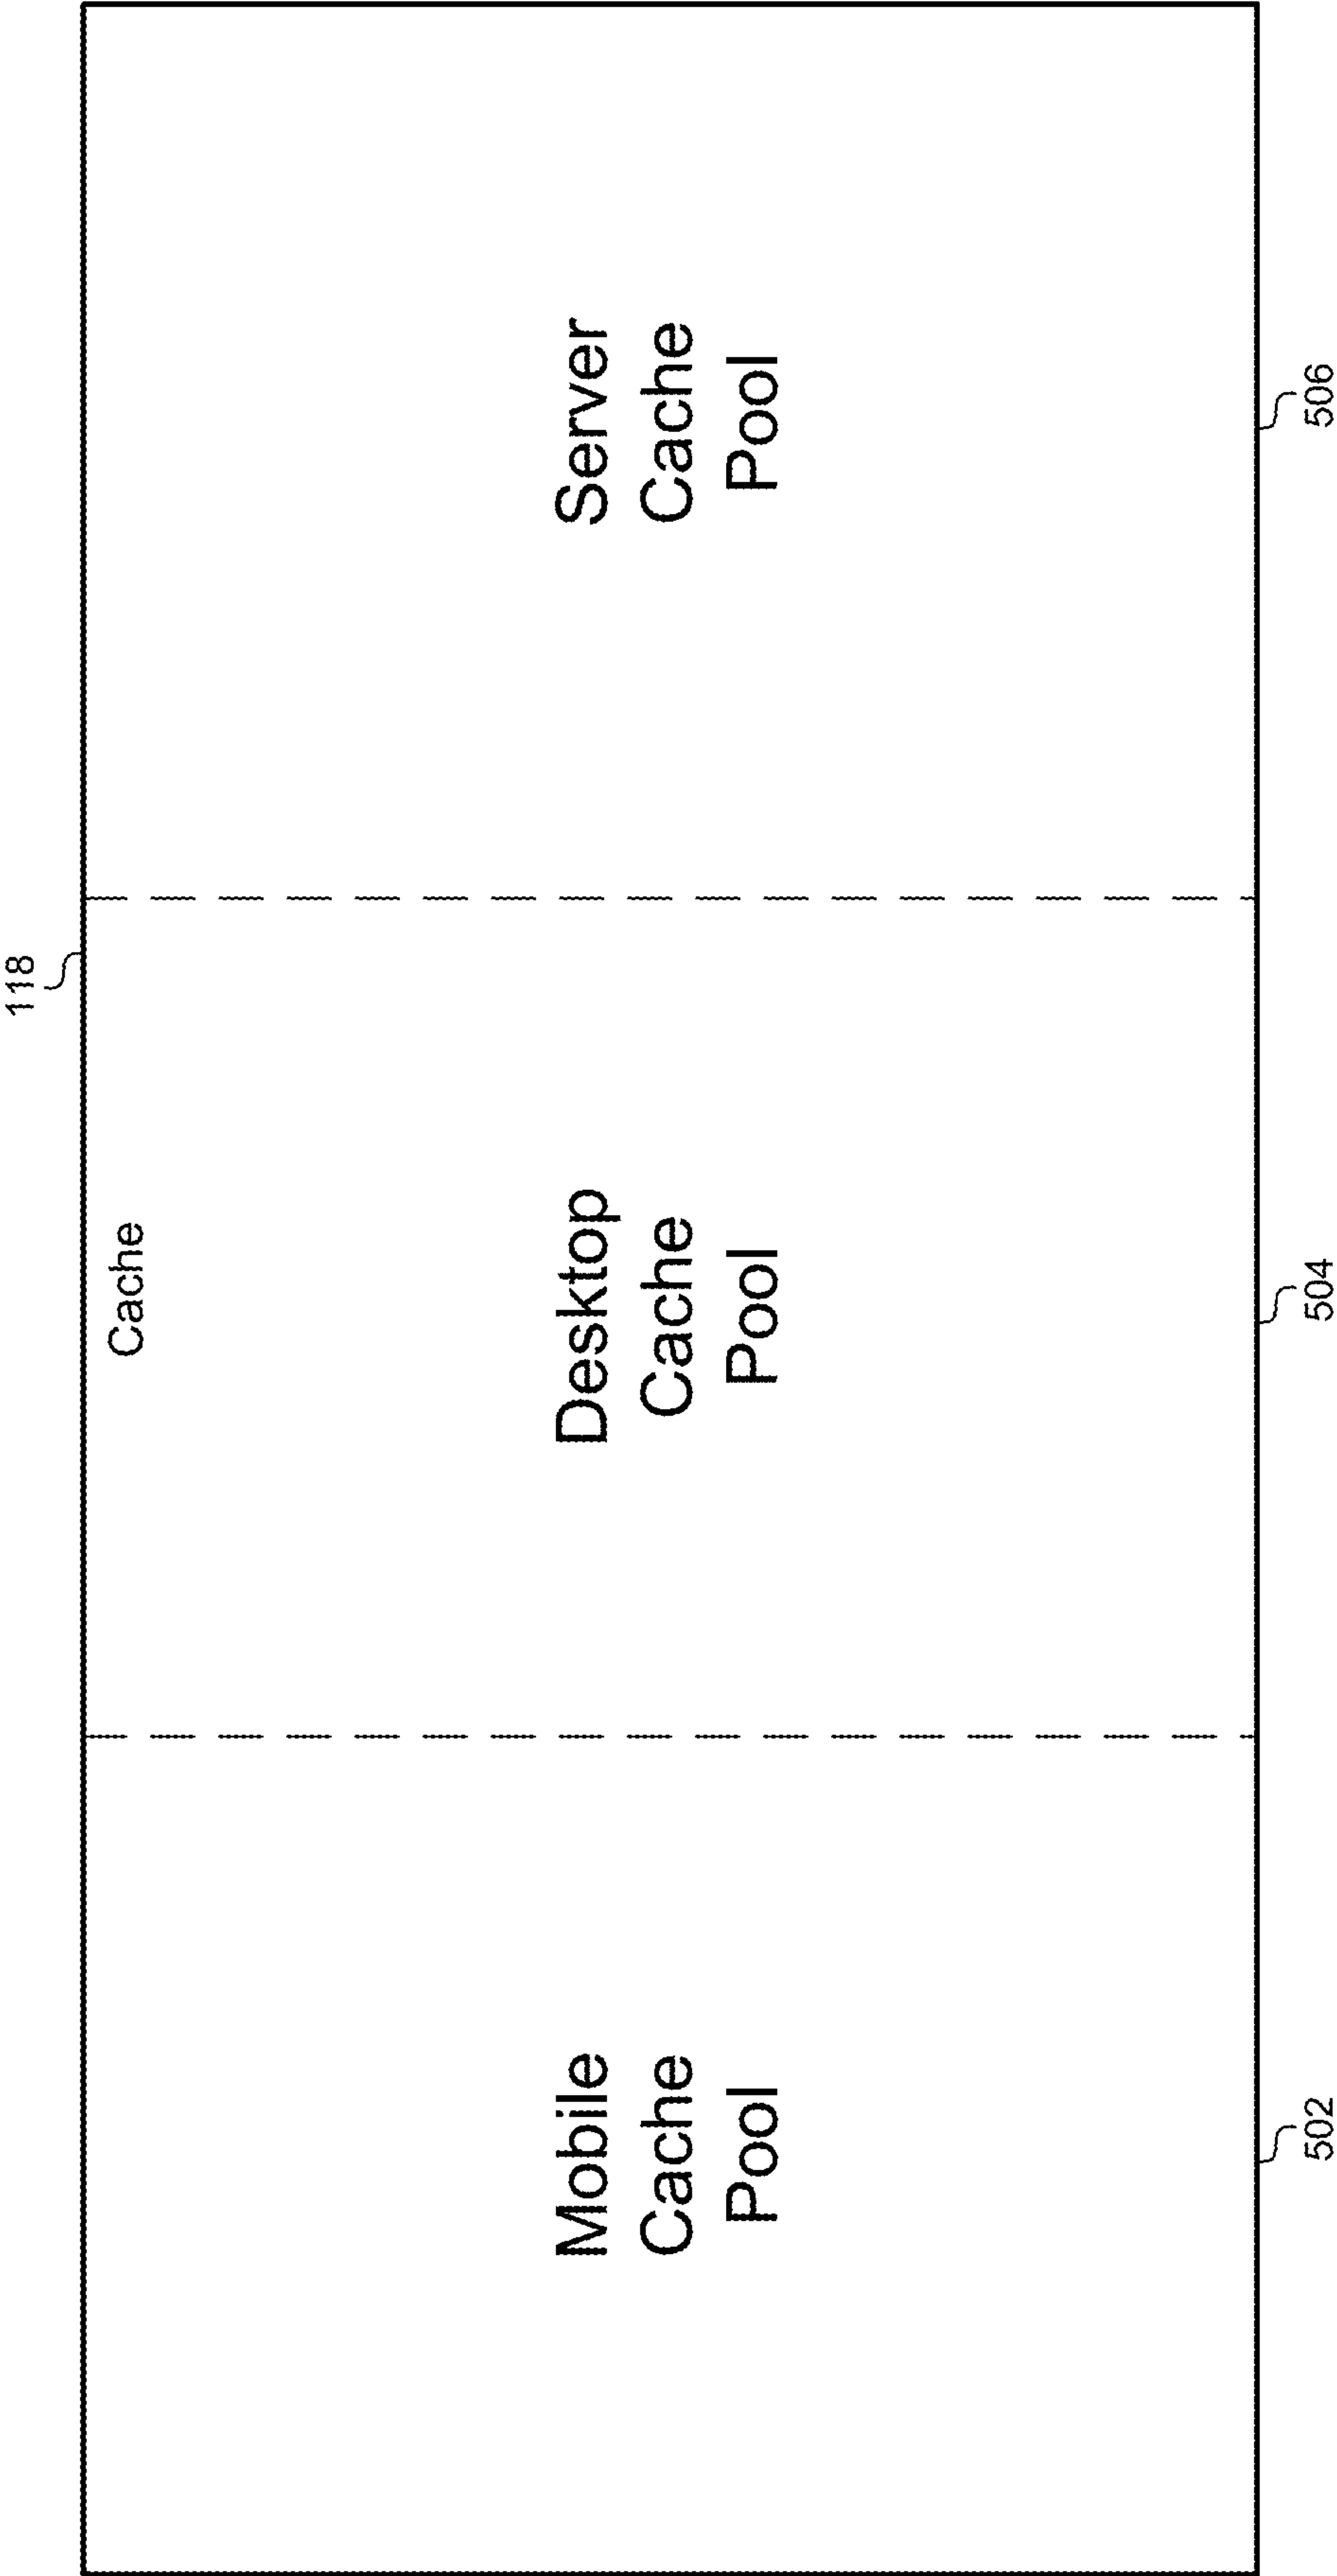 118
Cache
Mobile
Cache
Pool
Desktop
Cache
Pool
Server
Cache
Pool
502
504
506